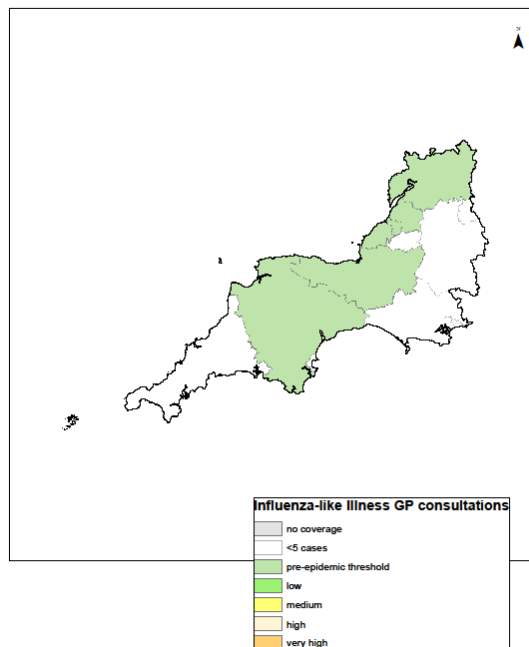 Influenza-like Illness GP consultations
no coverage
<5 cases
pre-epidemic threshold
low
medium
high
very high